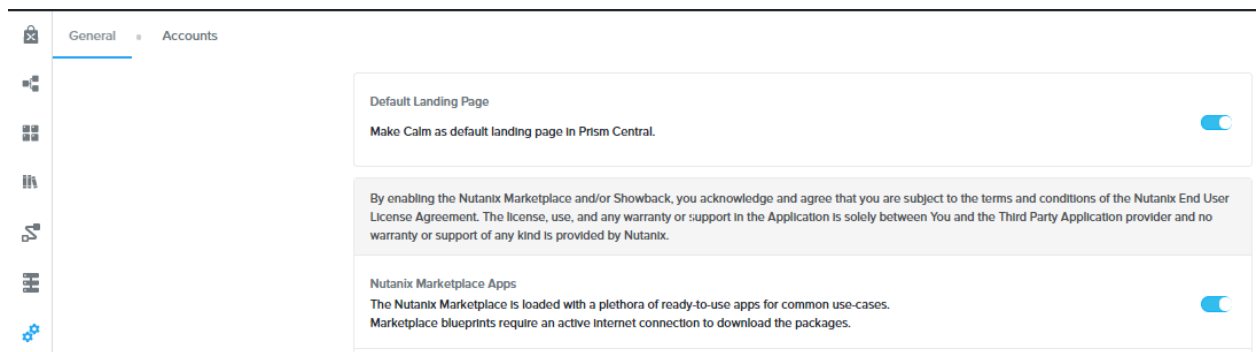 General Accounts
Default Landing Page
Make Calm as default landing page in Prism Central.
By enabling the Nutanix Marketplace and/or Showback, you acknowledge and agree that you are subject to the terms and conditions of the Nutanix End User
License Agreement. The license, use, and any warranty or support in the Application is solely between You and the Third Party Application provider and no
warranty or support of any kind is provided by Nutanix.
Nutanix Marketplace Apps
The Nutanix Marketplace is loaded with a plethora of ready-to-use apps for common use-cases.
Marketplace blueprints require an active internet connection to download the packages.